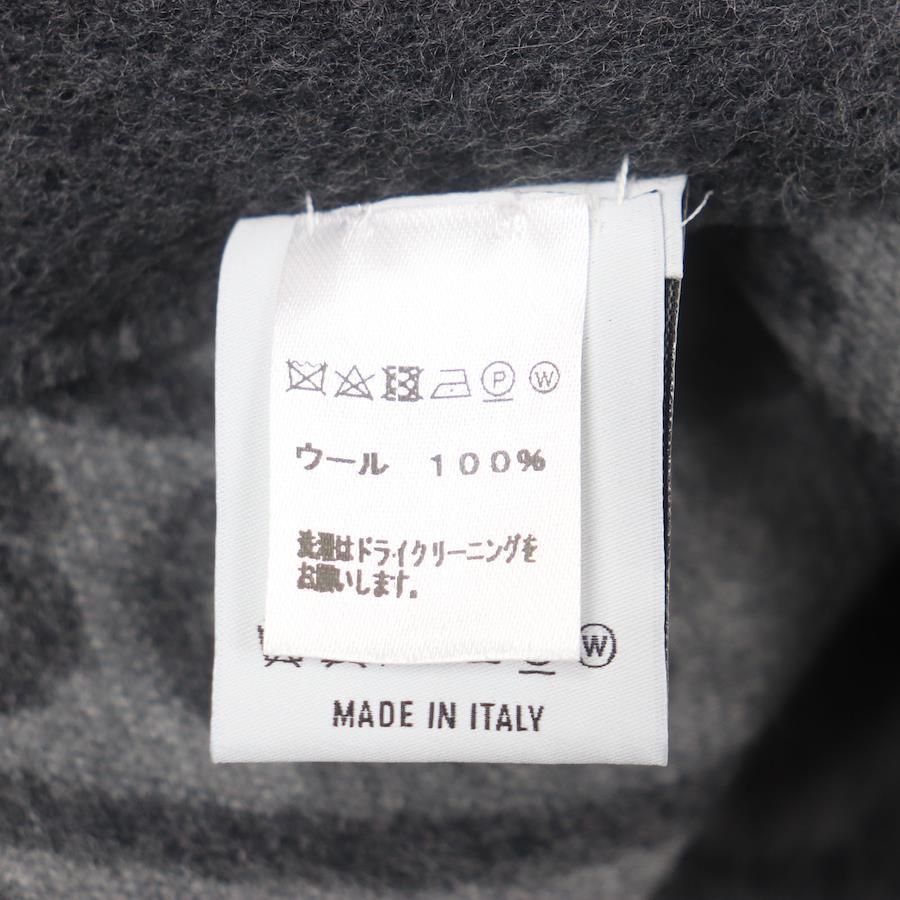 P W
ウール 100%
洗濯はドライクリーニングを
お願いします。
W
MADE IN ITALY